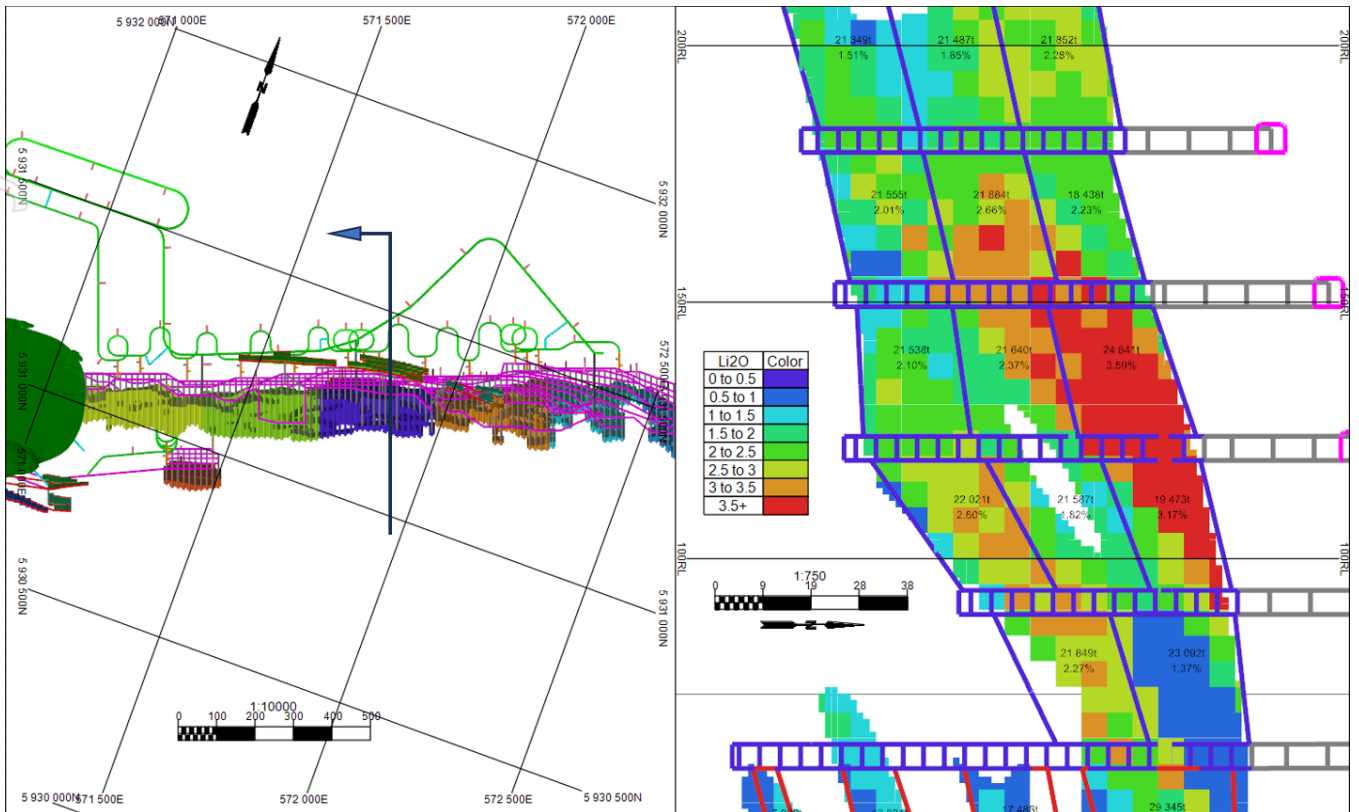 5 932 000N
571 000E
571 500E
572 000E
5 931 500N
5 932 000N
N
5 931 000N
571 000E
5 930 500N
5 931 000N
1:10000
0 100 200 300 400 500
5 930 000N
571 500E
572 000E
572 500E
5 930 500N
200RL
200RL
21 349t
1.51%
21 487t
1.65%
21 852t
2.28%
21 555t
2.01%
21 884t
2.66%
2.23%
150RL
Li2O Color
0 to 0.5
0.5 to 1
1 to 1.5
1.5 to 2
2 to 2.5
2.5 to 3
3 to 3.5
3.5+
21 538t
2.10%
21 640t
2.37%
24 641t
3.59%
22 021t
2.60%
21 587t
1.82%
19 473t
3.17%
100RL
100RL
1:750
0 9 19 28 38
N
21 849t
2.27%
23 092t
1.37%
17 486t
29 345t